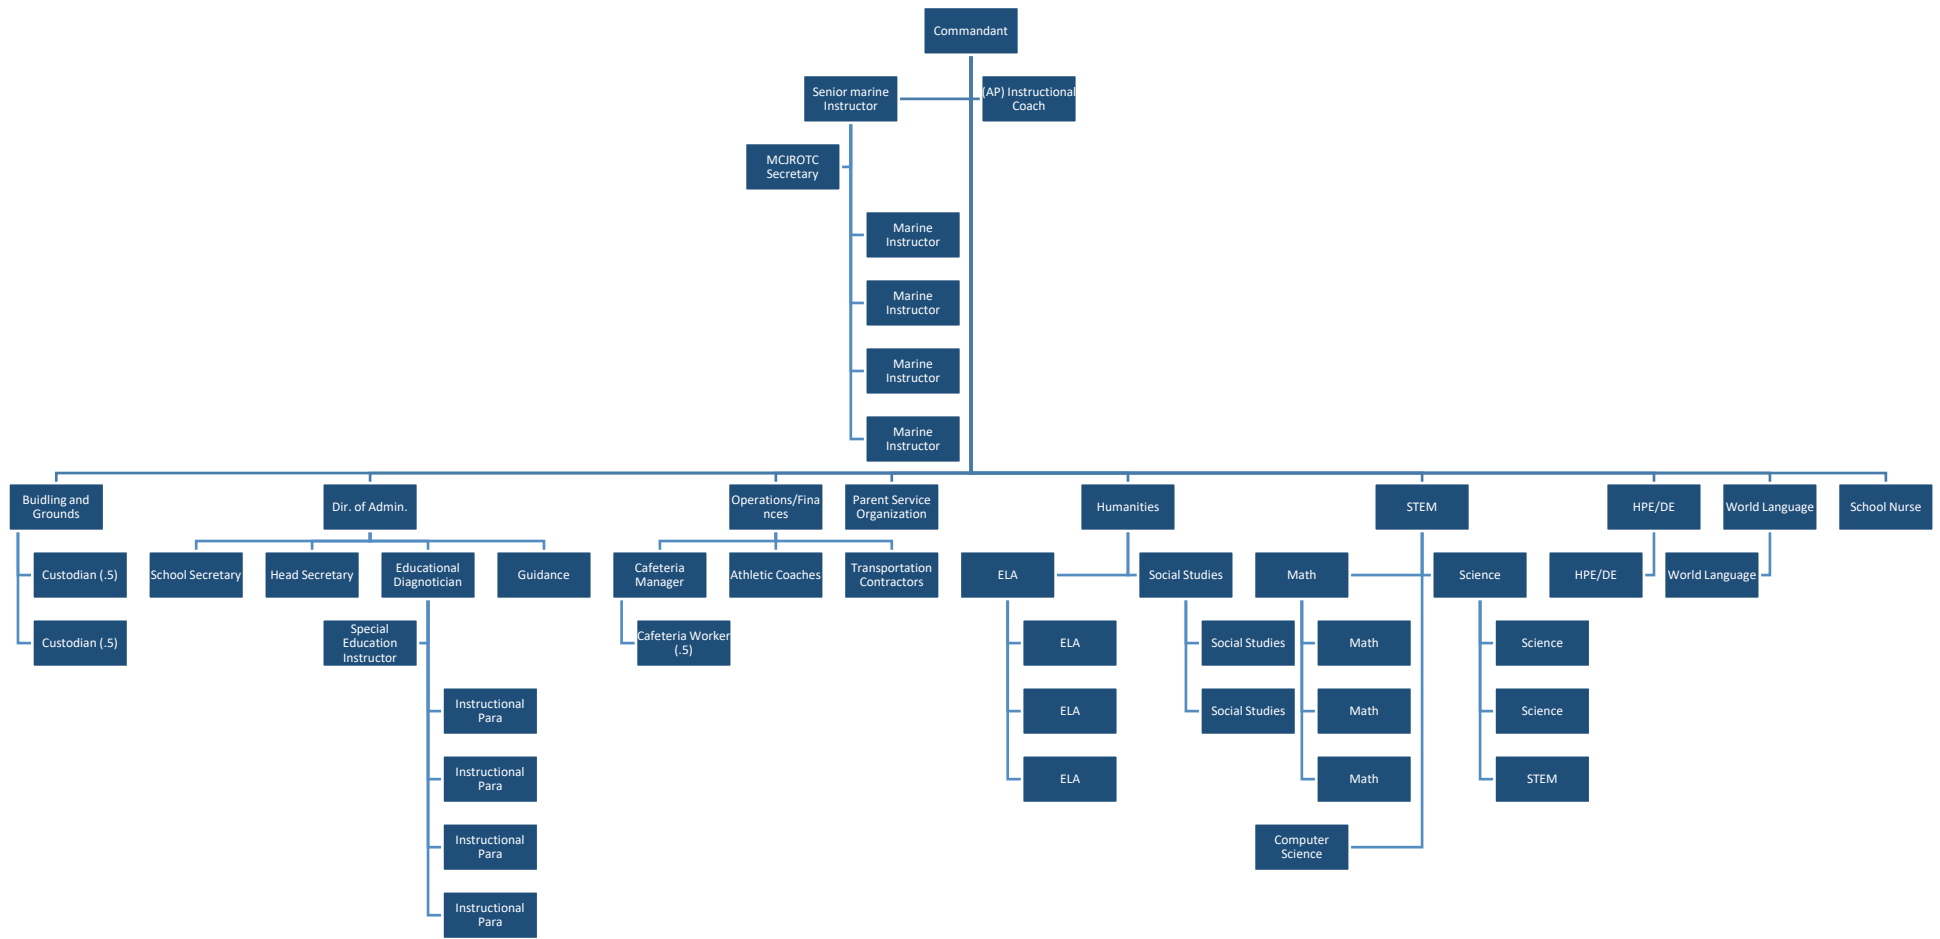 Commandant
Senior marine
Instructor
(AP) Instructional
Coach
MCJROTC
Secretary
Marine
Instructor
Marine
Instructor
Marine
Instructor
Marine
Instructor
Buidling and
Grounds
Dir. of Admin.
Operations/Fina
nces
Parent Service
Organization
Humanities
STEM
HPE/DE
World Language
School Nurse
Custodian (.5)
School Secretary
Head Secretary
Educational
Diagnotician
Guidance
Cafeteria
Manager
Athletic Coaches
Transportation
Contractors
ELA
Social Studies
Math
Science
HPE/DE
World Language
Custodian (.5)
Special
Education
Instructor
Cafeteria Worker
(.5)
ELA
Social Studies
Math
Science
Instructional
Para
ELA
Social Studies
Math
Science
Instructional
Para
ELA
Math
STEM
Instructional
Para
Computer
Science
Instructional
Para